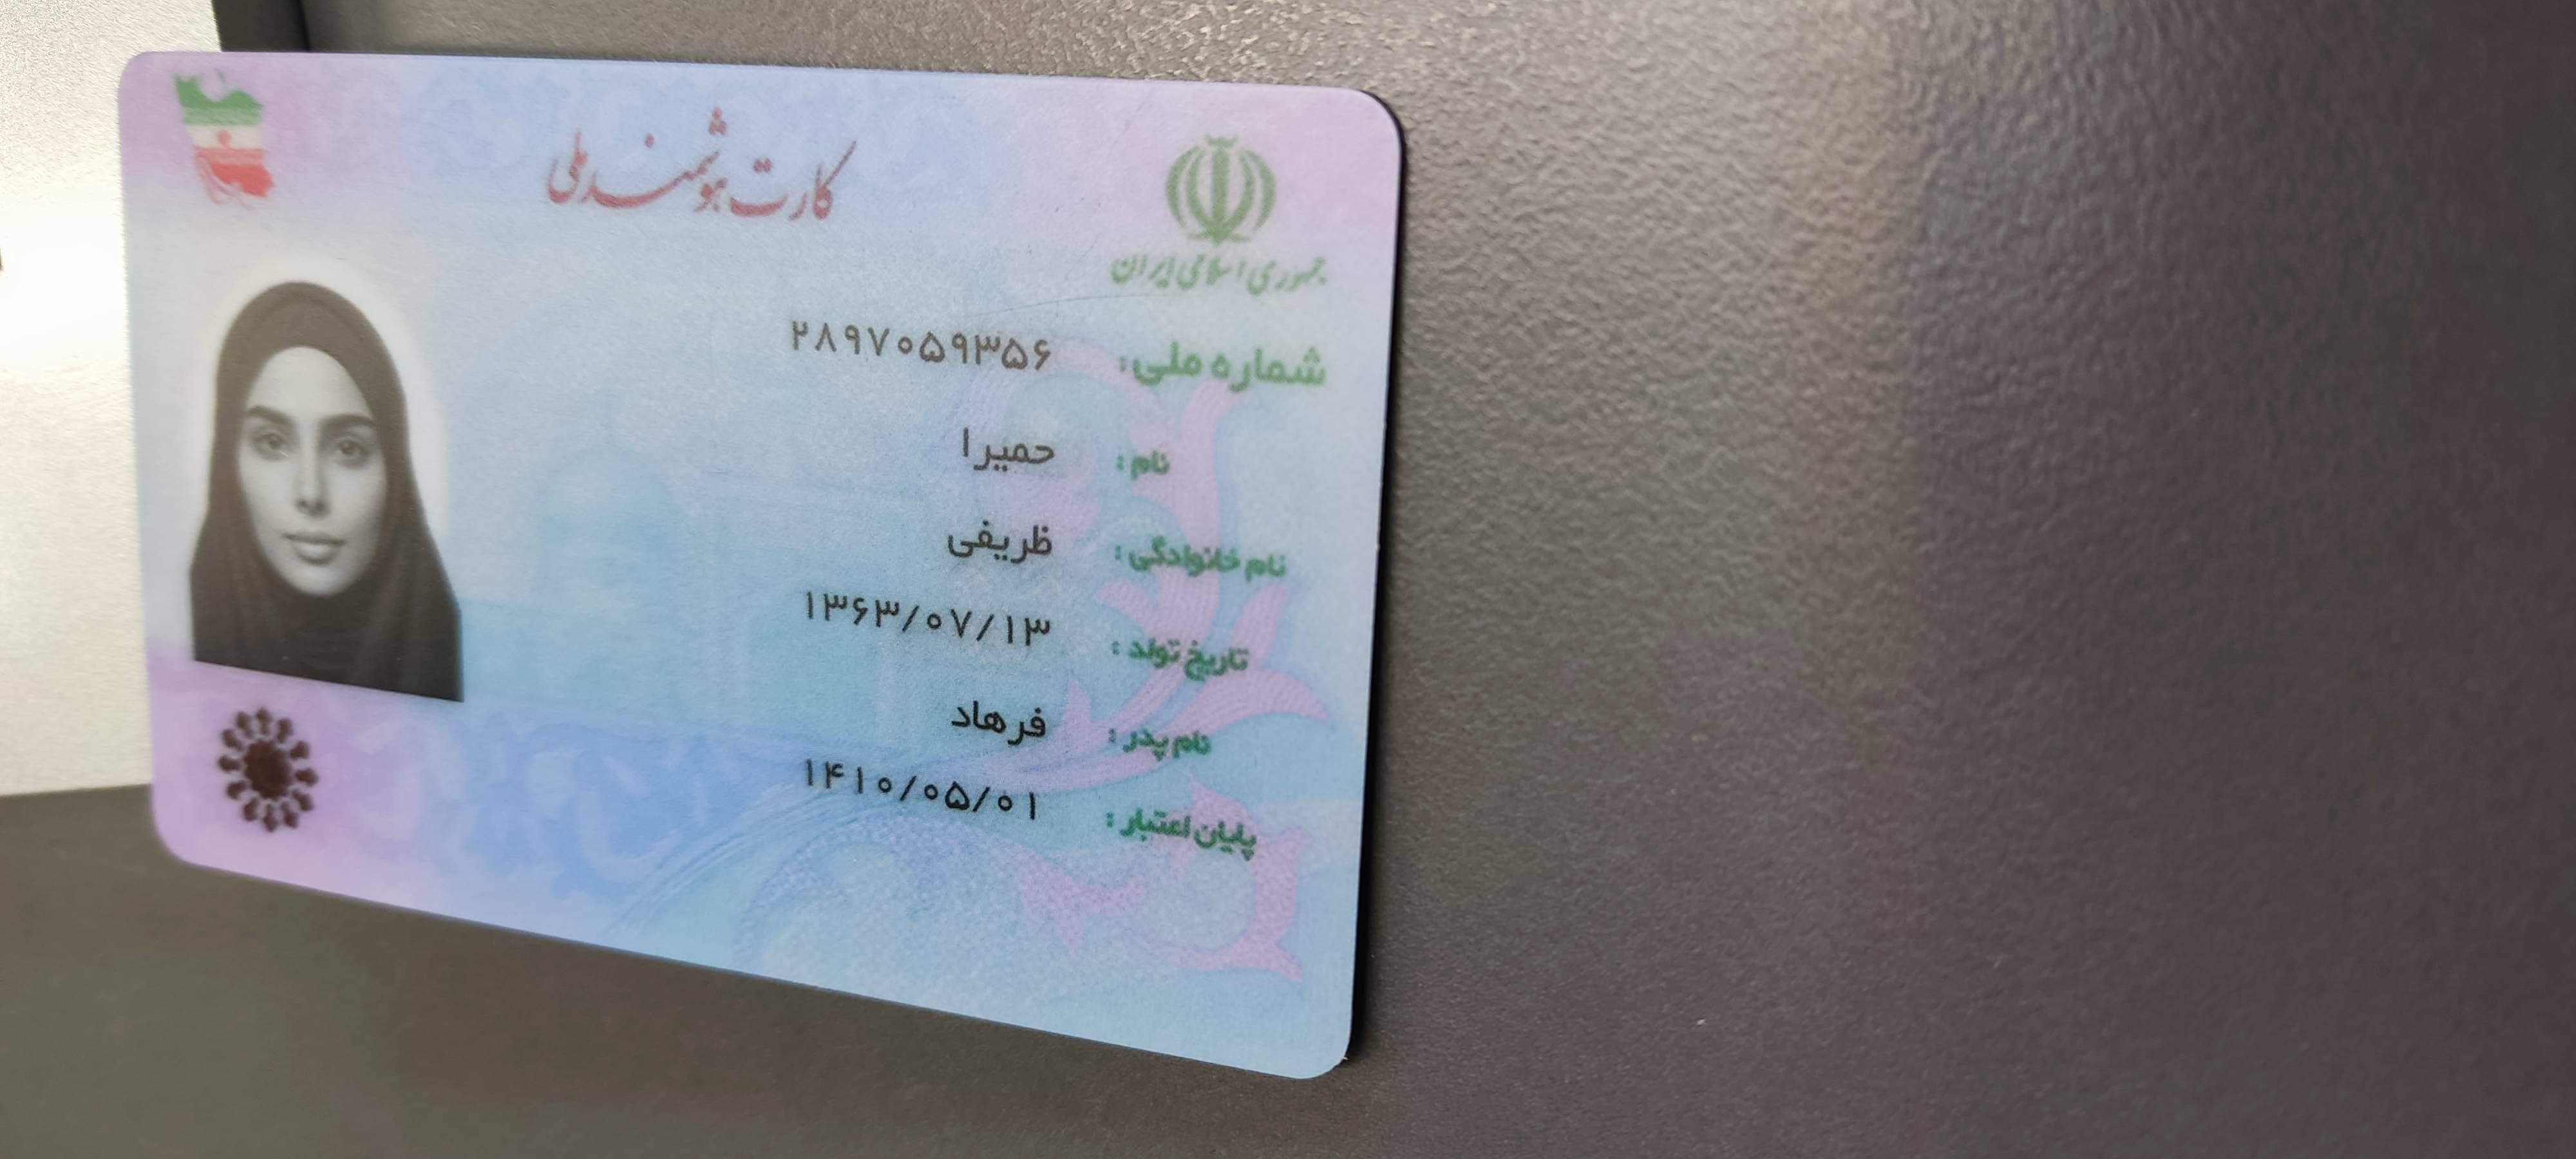 کارت هوشمند ملی
جمهوری اسلامی ایران
شماره ملی: ۲۸۹۷۰۵۹۳۵۶
نام: حمیرا
نام خانوادگی: ظریفی
تاریخ تولد: ۱۳۶۳/۰۷/۱۳
نام پدر: فرهاد
پایان اعتبار: ۱۴۱۰/۰۵/۰۱